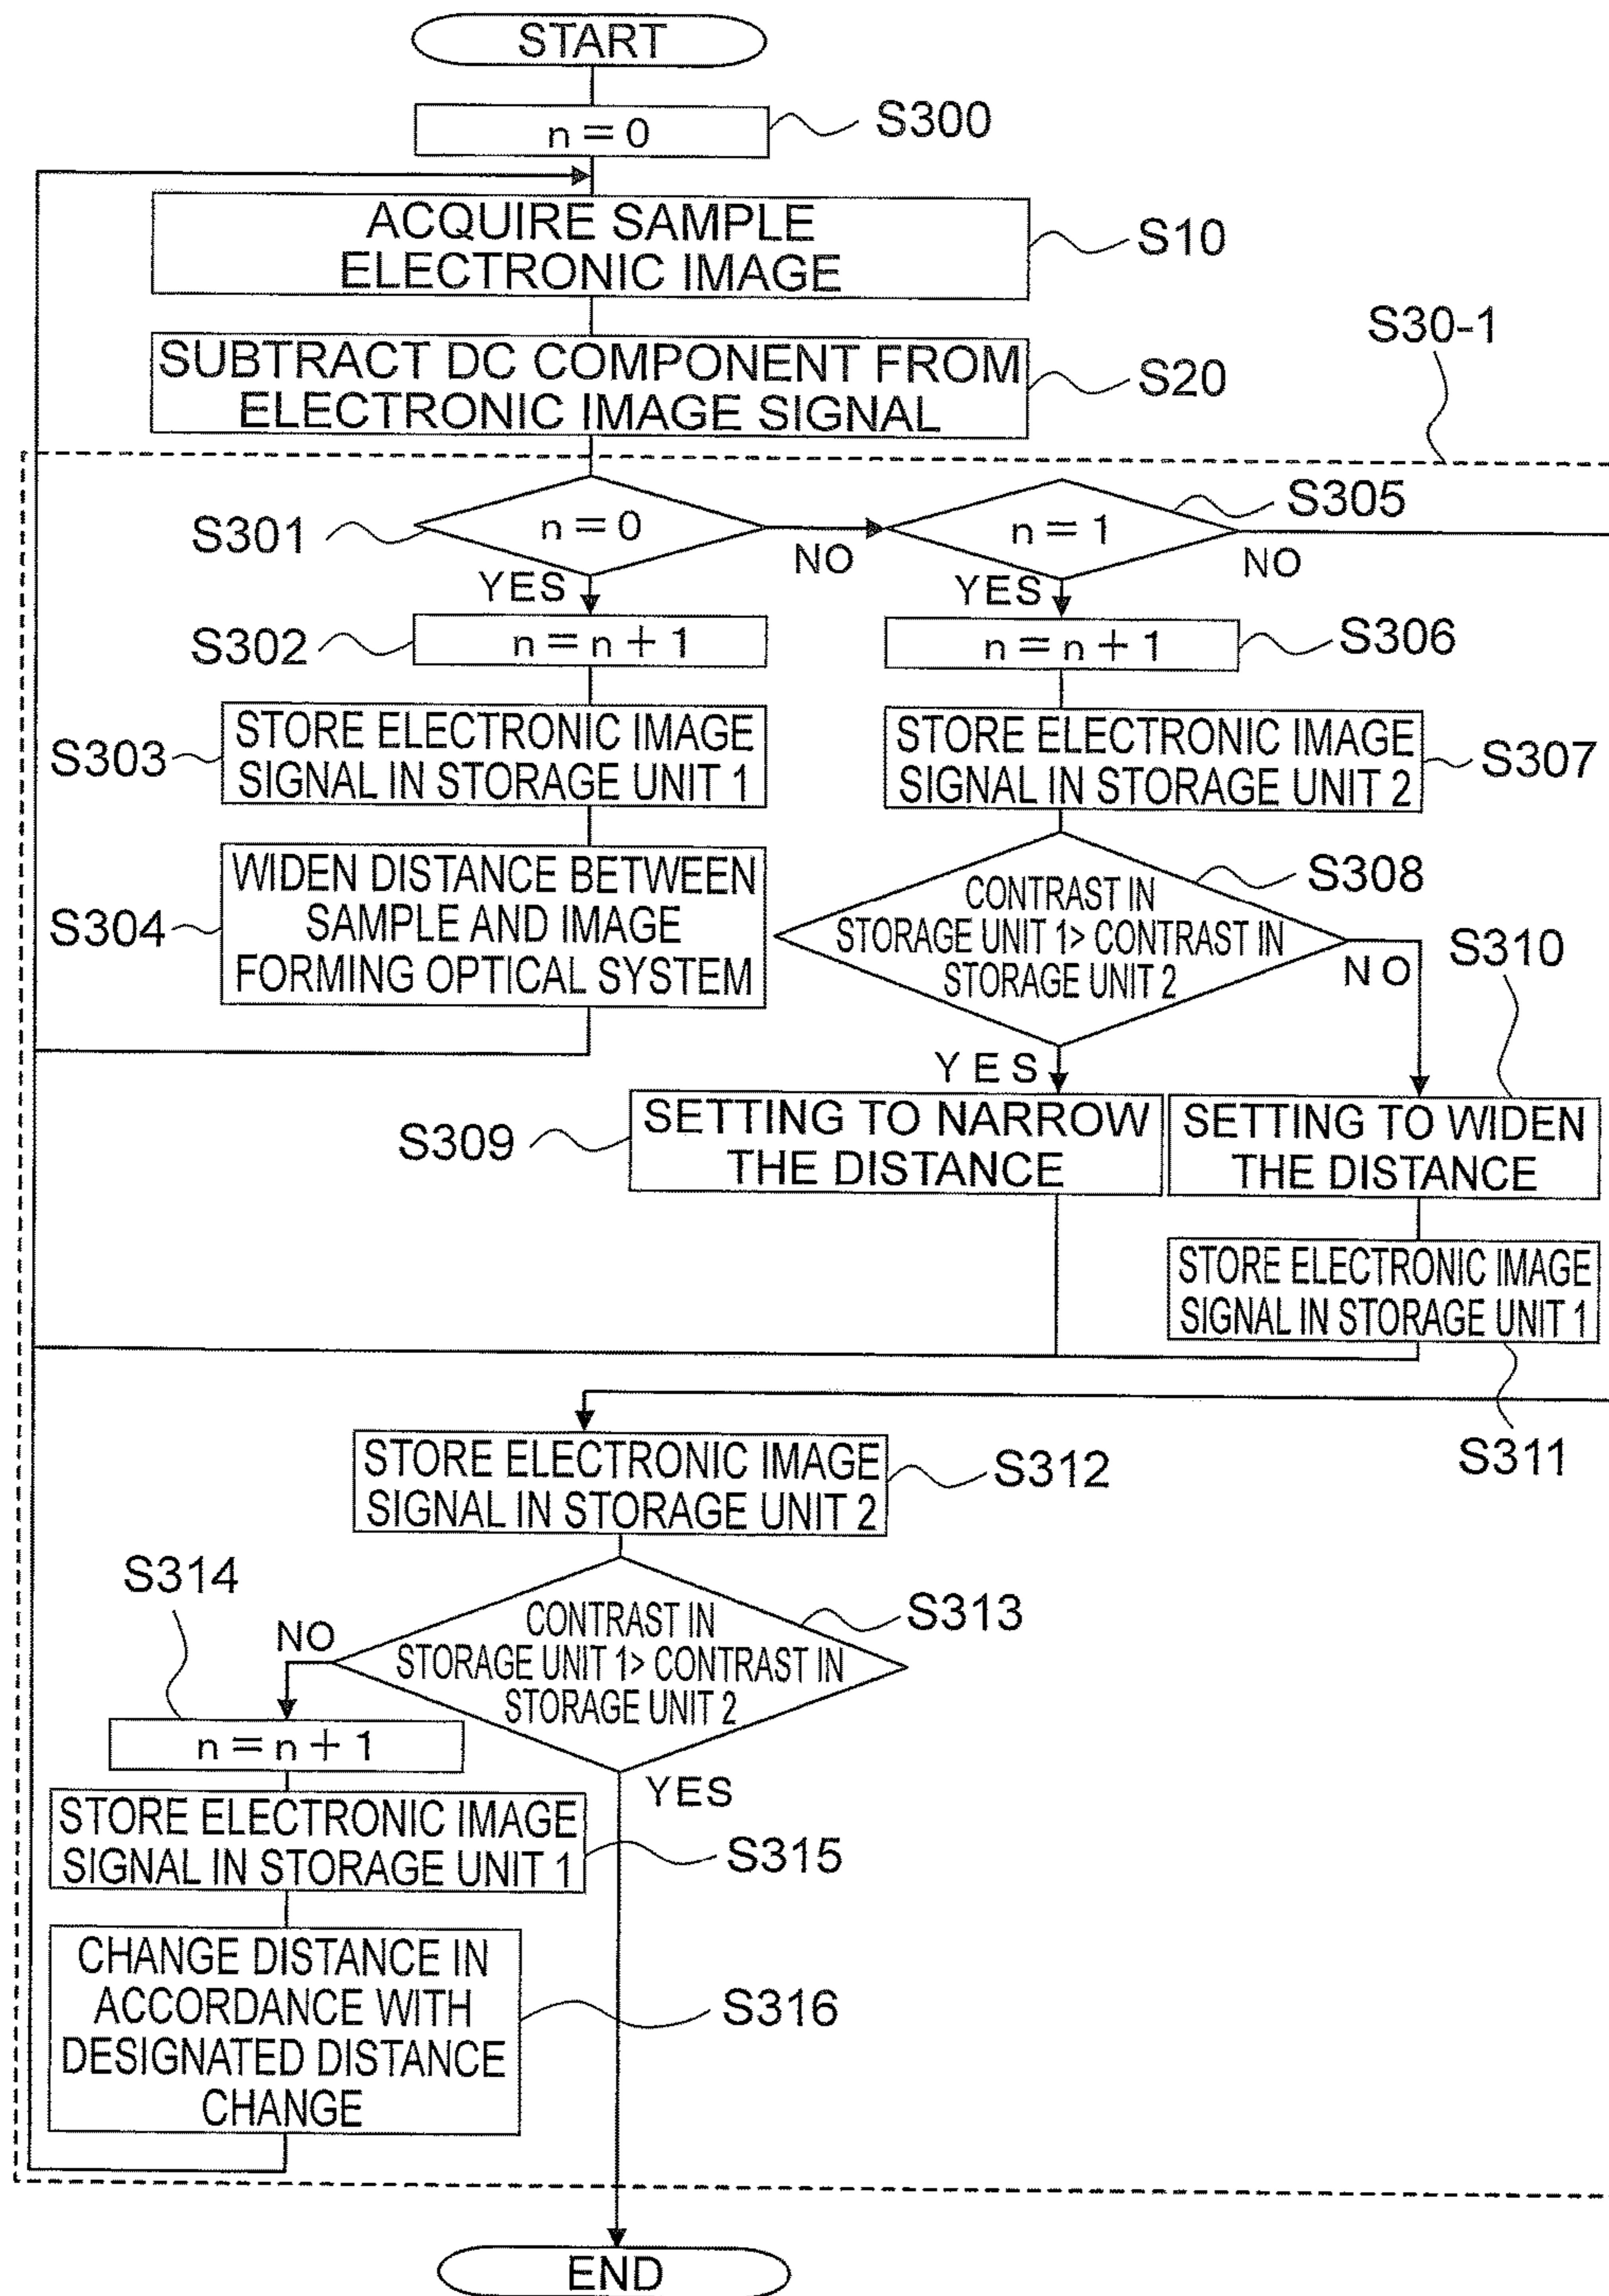 START
n = 0
S300
ACQUIRE SAMPLE
ELECTRONIC IMAGE
S10
SUBTRACT DC COMPONENT FROM
ELECTRONIC IMAGE SIGNAL
S20
S30-1
S301
n = 0
NO
YES
S305
n = 1
NO
YES
S302
n = n + 1
n = n + 1
S306
S303
STORE ELECTRONIC IMAGE
SIGNAL IN STORAGE UNIT 1
STORE ELECTRONIC IMAGE
SIGNAL IN STORAGE UNIT 2
S307
S304
WIDEN DISTANCE BETWEEN
SAMPLE AND IMAGE
FORMING OPTICAL SYSTEM
CONTRAST IN
STORAGE UNIT 1> CONTRAST IN
STORAGE UNIT 2
S308
NO
YES
S310
S309
SETTING TO NARROW
THE DISTANCE
SETTING TO WIDEN
THE DISTANCE
STORE ELECTRONIC IMAGE
SIGNAL IN STORAGE UNIT 1
S311
STORE ELECTRONIC IMAGE
SIGNAL IN STORAGE UNIT 2
S312
S314
NO
CONTRAST IN
STORAGE UNIT 1> CONTRAST IN
STORAGE UNIT 2
S313
YES
n = n + 1
STORE ELECTRONIC IMAGE
SIGNAL IN STORAGE UNIT 1
S315
CHANGE DISTANCE IN
ACCORDANCE WITH
DESIGNATED DISTANCE
CHANGE
S316
END